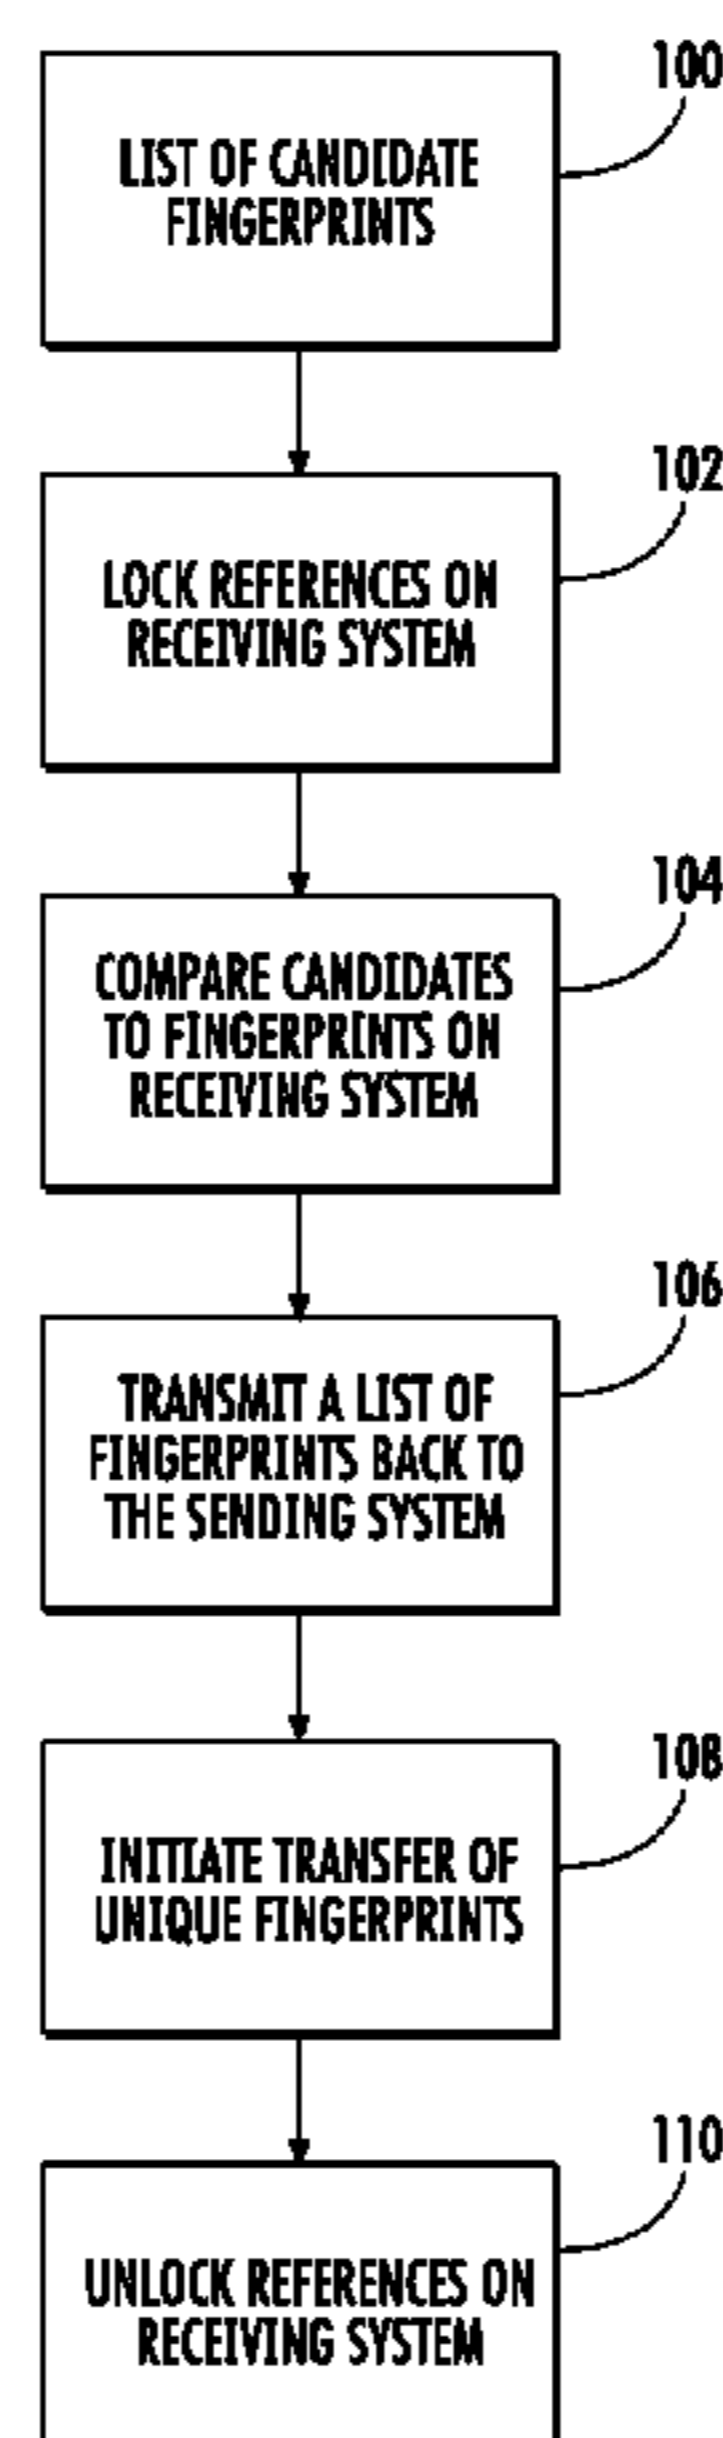 100
LIST OF CANDIDATE
FINGERPRINTS
102
LOCK REFERENCES ON
RECEIVING SYSTEM
104
COMPARE CANDIDATES
TO FINGERPRINTS ON
RECEIVING SYSTEM
106
TRANSMIT A LIST OF
FINGERPRINTS BACK TO
THE SENDING SYSTEM
108
INITIATE TRANSFER OF
UNIQUE FINGERPRINTS
110
UNLOCK REFERENCES ON
RECEIVING SYSTEM